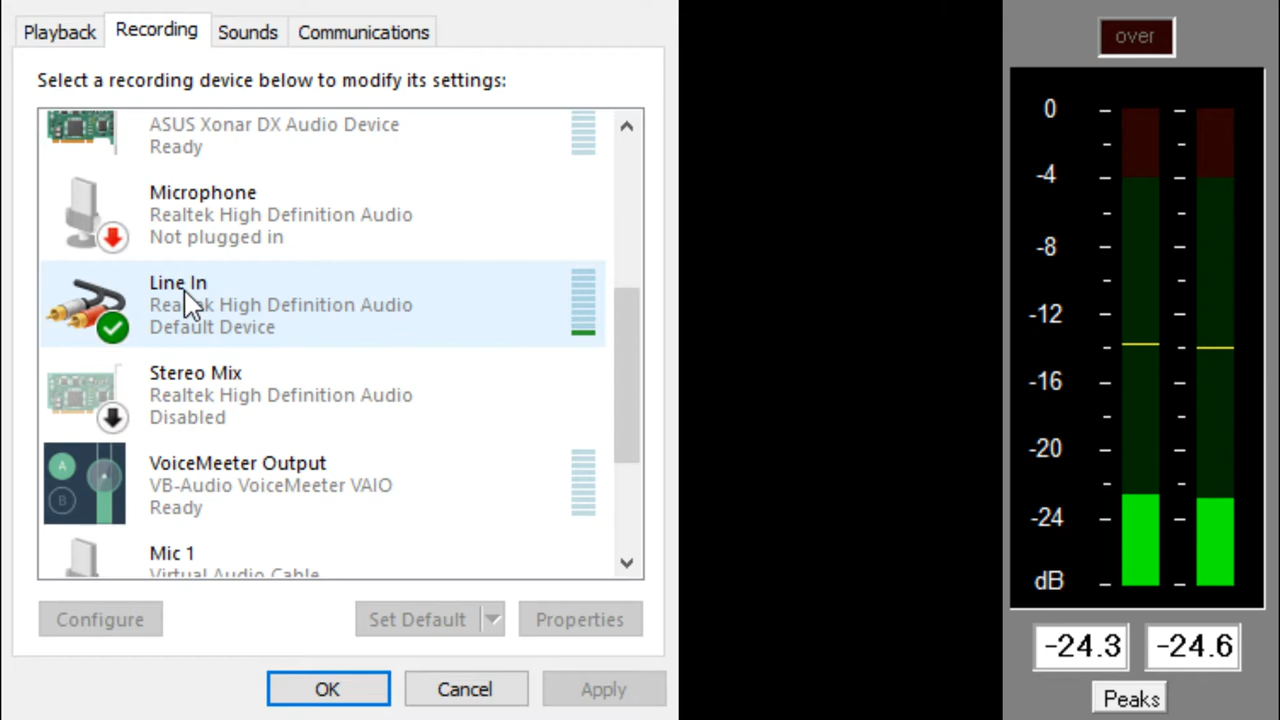 Playback
Recording
Sounds
Communications
Select a recording device below to modify its settings:
ASUS Xonar DX Audio Device
Ready
Microphone
Realtek High Definition Audio
Not plugged in
Line In
Realtek High Definition Audio
Default Device
Stereo Mix
Realtek High Definition Audio
Disabled
A
B
VoiceMeeter Output
VB-Audio VoiceMeeter VAIO
Ready
Mic 1
Virtual Audio Cable
Configure
Set Default
Properties
OK
Cancel
Apply
over
0
-4
-8
-12
-16
-20
-24
dB
-24.3
-24.6
Peaks